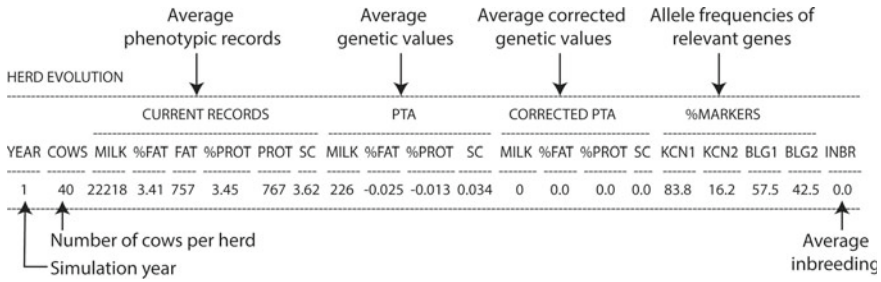 Average Average Average corrected Allele frequencies of
phenotypic records genetic values genetic values relevant genes
HERD EVOLUTION
CURRENT RECORDS PTA CORRECTED PTA %MARKERS
YEAR COWS MILK %FAT FAT %PROT PROT SC MILK %FAT %PROT SC MILK %FAT %PROT SC KCN1 KCN2 BLG1 BLG2 INBR
1 40 22218 3.41 757 3.45 767 3.62 226 -0.025 -0.013 0.034 0 0.0 0.0 0.0 83.8 16.2 57.5 42.5 0.0
Number of cows per herd Average
Simulation year inbreeding